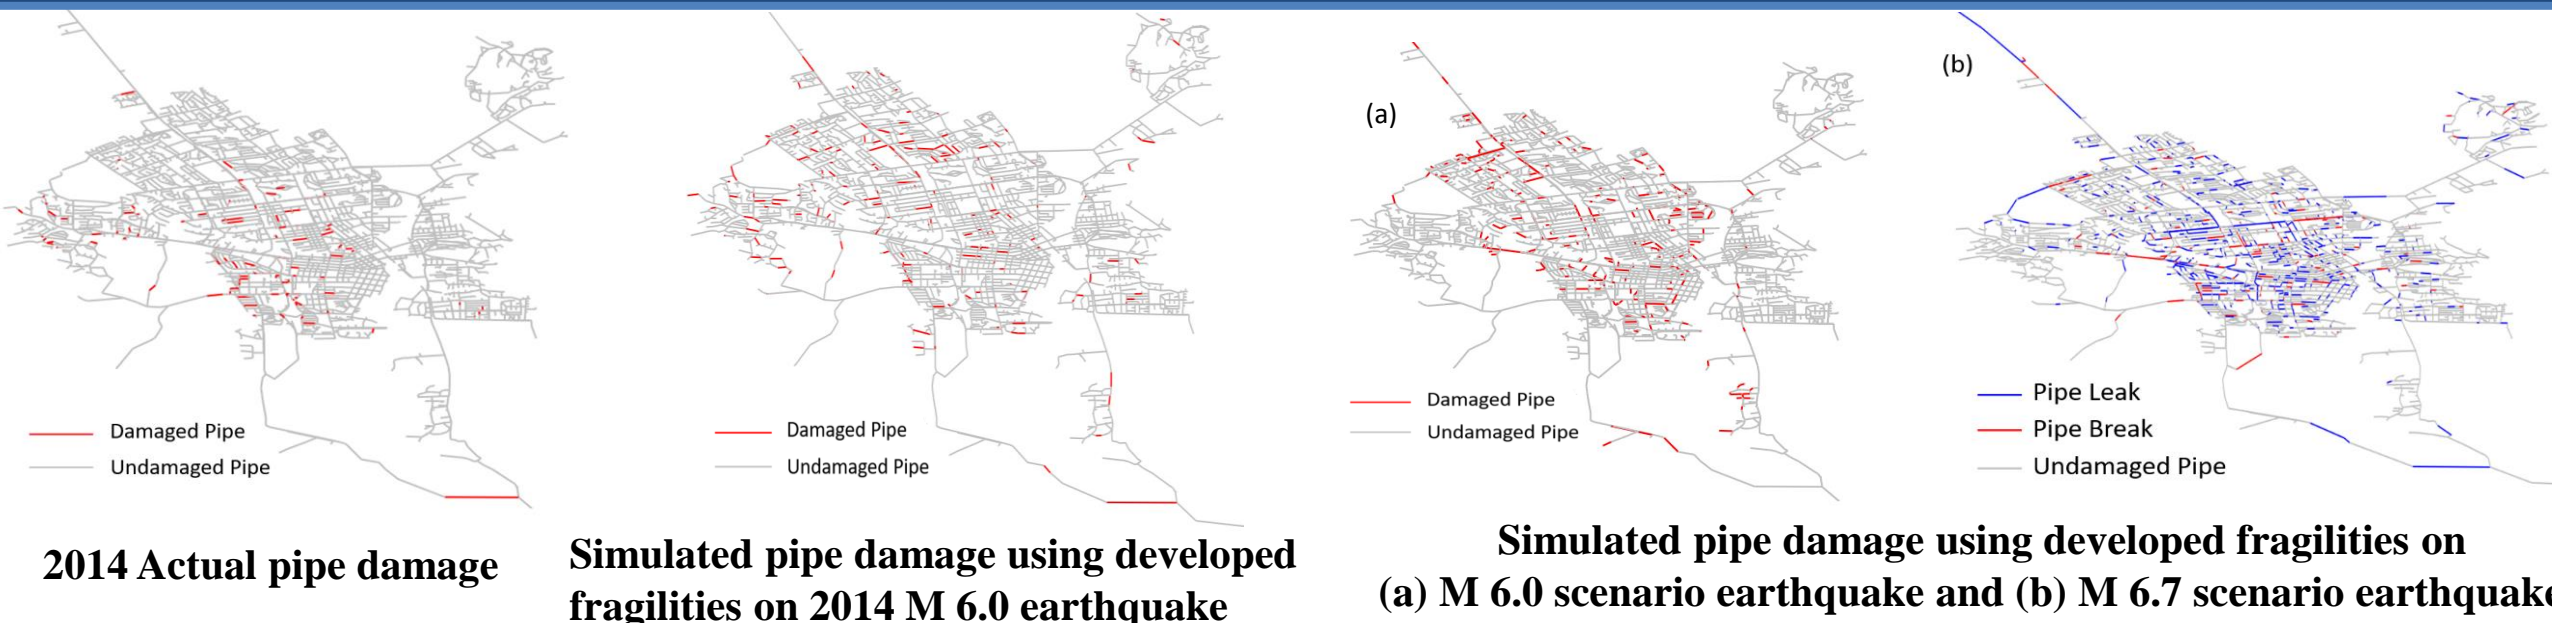 (a)
(b)
Damaged Pipe
Undamaged Pipe
Damaged Pipe
Undamaged Pipe
Damaged Pipe
Undamaged Pipe
Pipe Leak
Pipe Break
Undamaged Pipe
2014 Actual pipe damage
Simulated pipe damage using developed
fragilities on 2014 M 6.0 earthquake
Simulated pipe damage using developed fragilities on
(a) M 6.0 scenario earthquake and (b) M 6.7 scenario earthquake